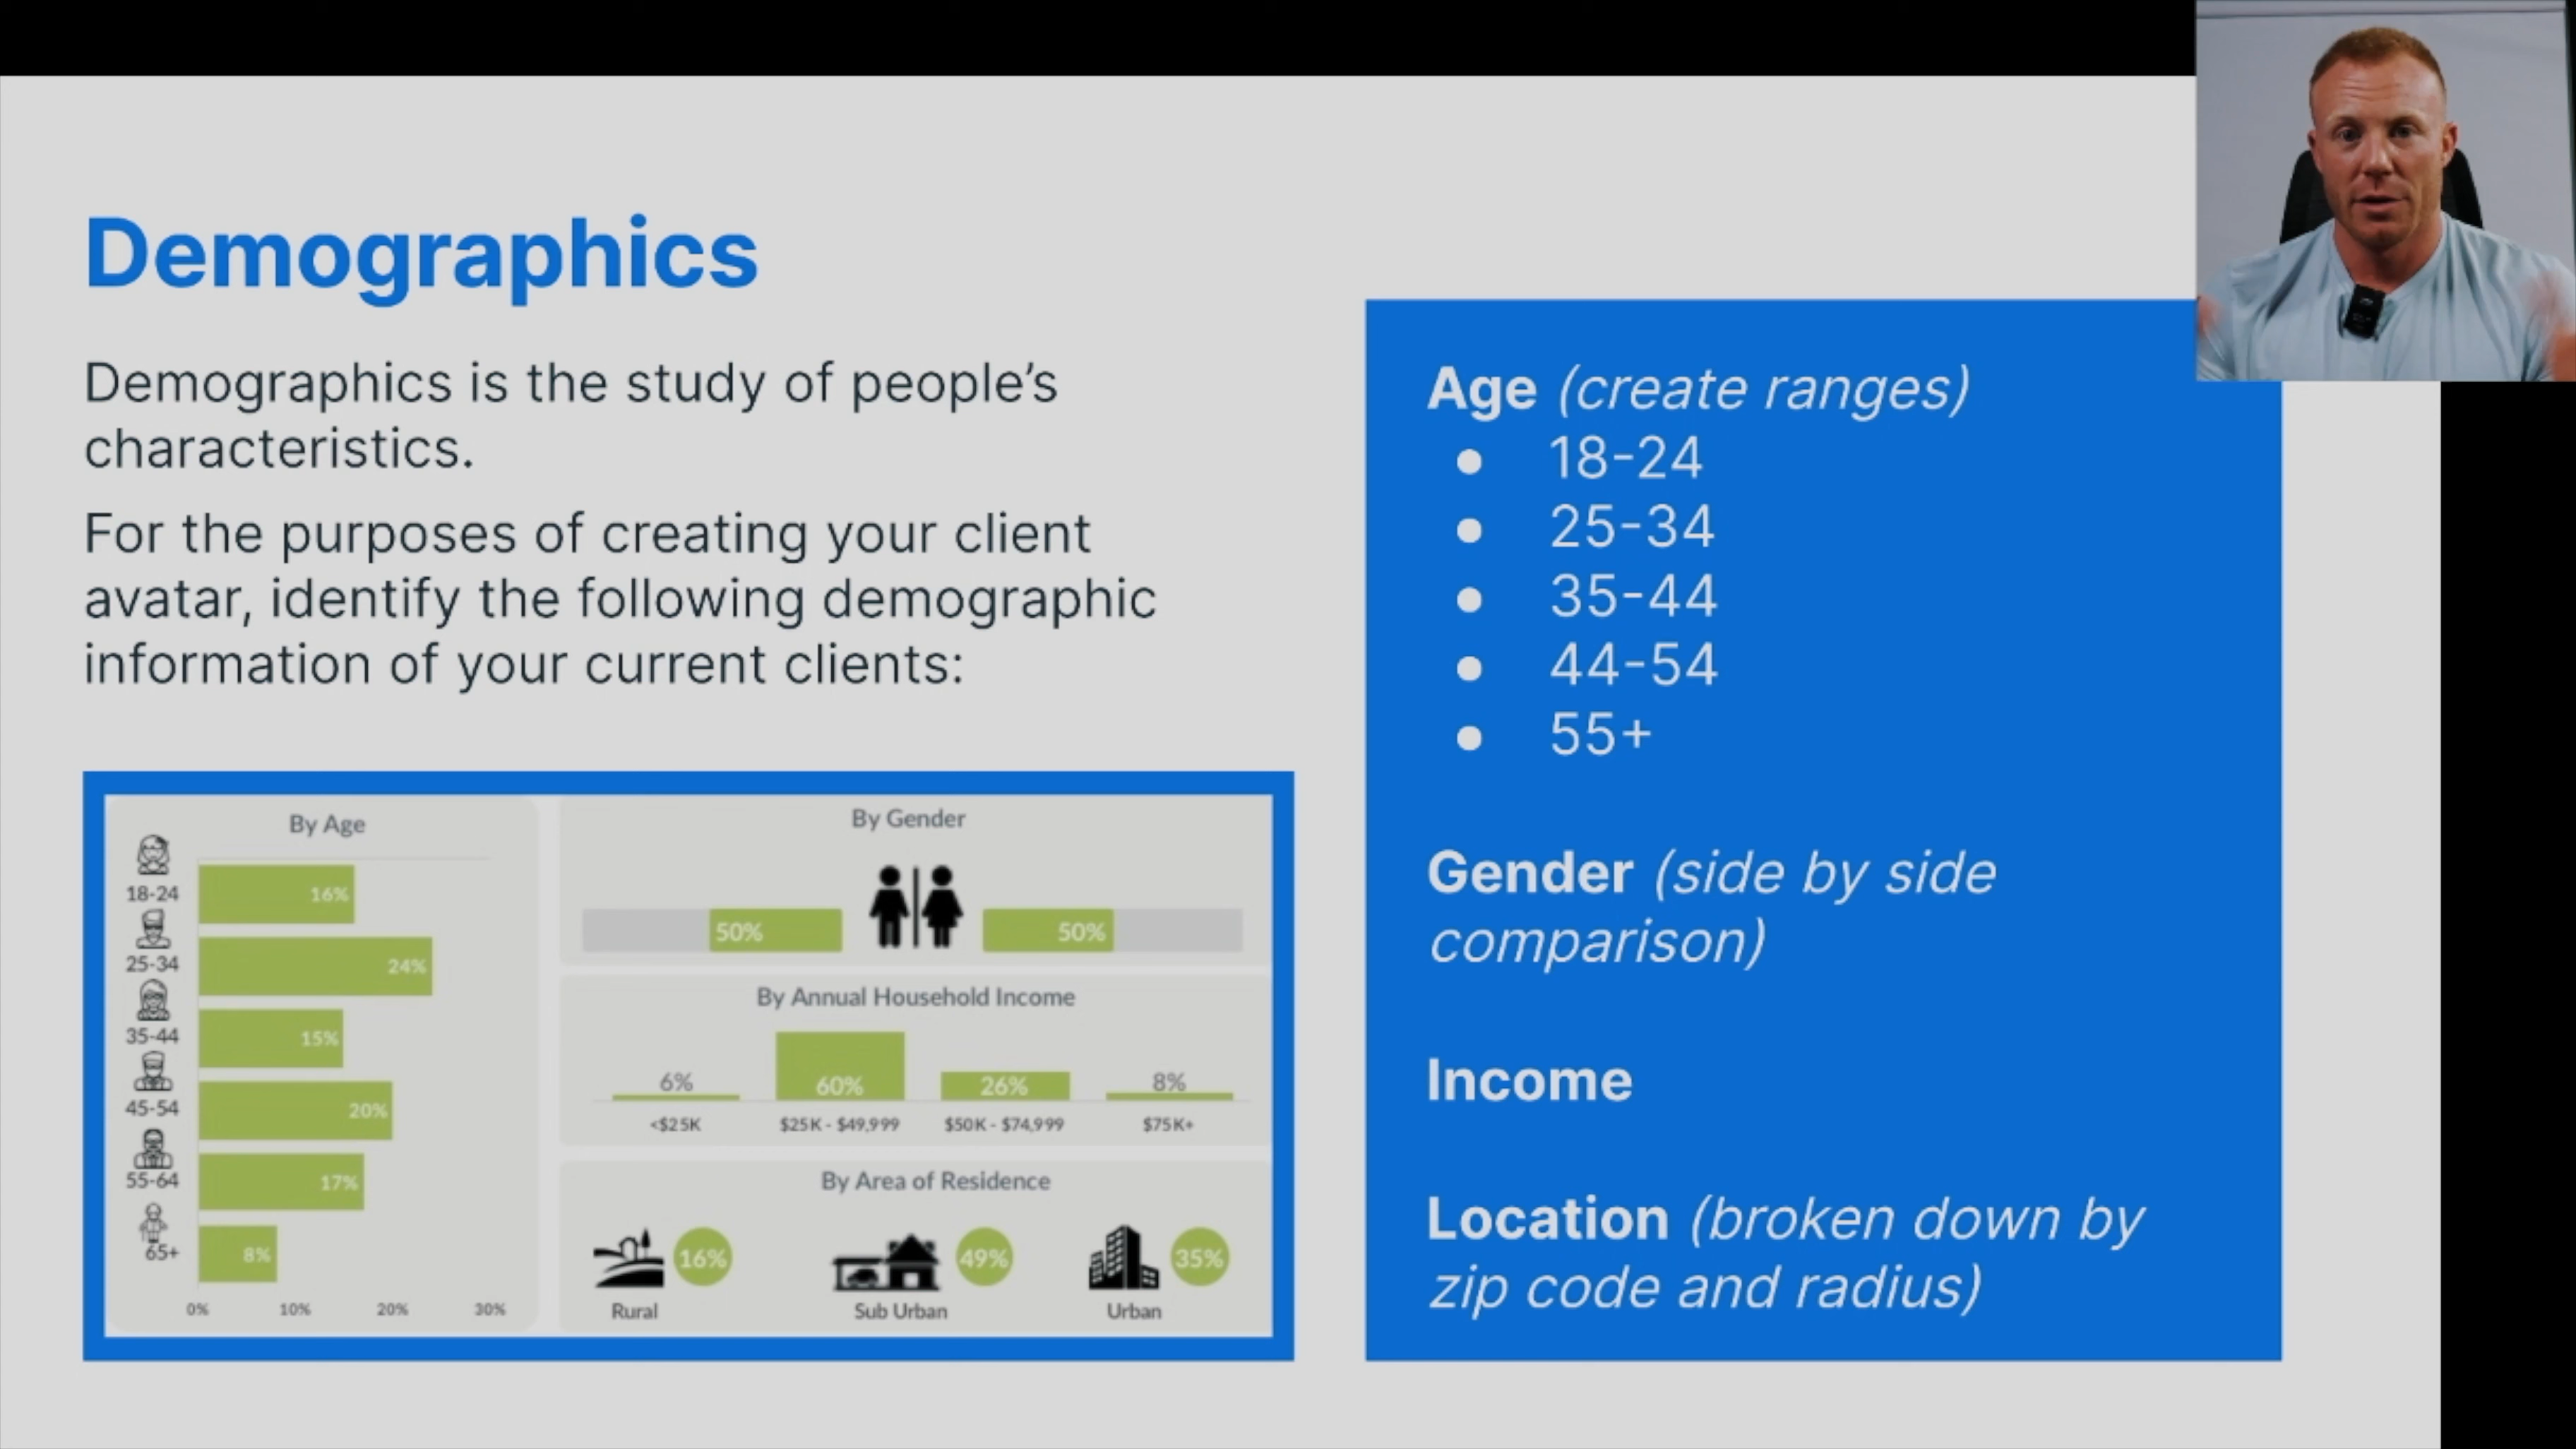 Demographics
Demographics is the study of people's
characteristics.
For the purposes of creating your client
avatar, identify the following demographic
information of your current clients:
By Age
18-24
16%
25-34
24%
35-44
15%
45-54
20%
55-64
17%
65+
8%
0% 10% 20% 30%
By Gender
50% 50%
By Annual Household Income
6% 60% 26% 8%
<$25K $25K - $49,999 $50K - $74,999 $75K+
By Area of Residence
16% 49% 35%
Rural Sub Urban Urban
Age (create ranges)
● 18-24
● 25-34
● 35-44
● 44-54
● 55+
Gender (side by side
comparison)
Income
Location (broken down by
zip code and radius)